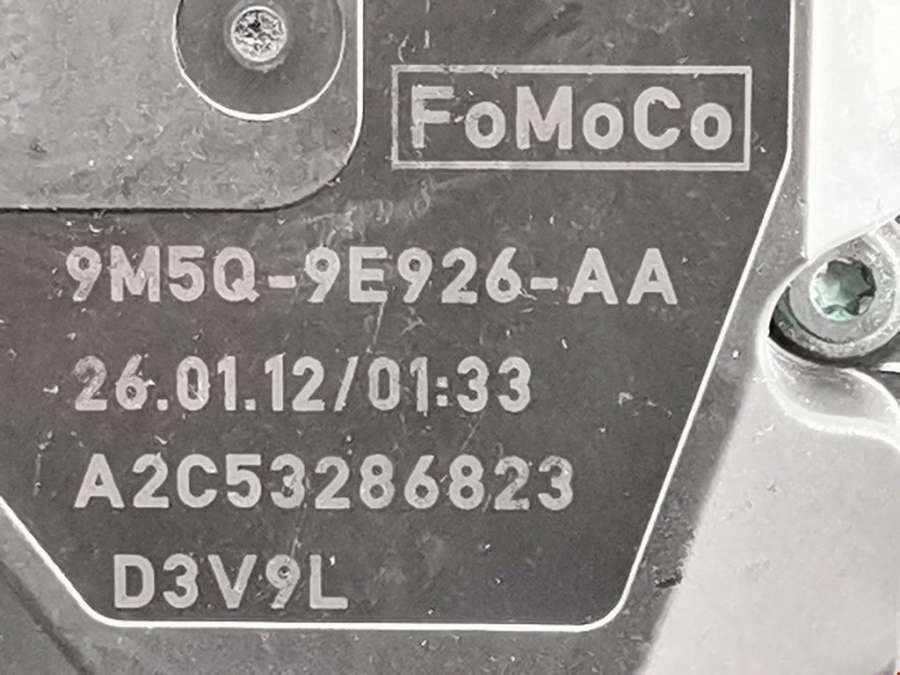 FoMoCo
9M5Q-9E926-AA
26.01.12/01:33
A2C53286823
D3V9L